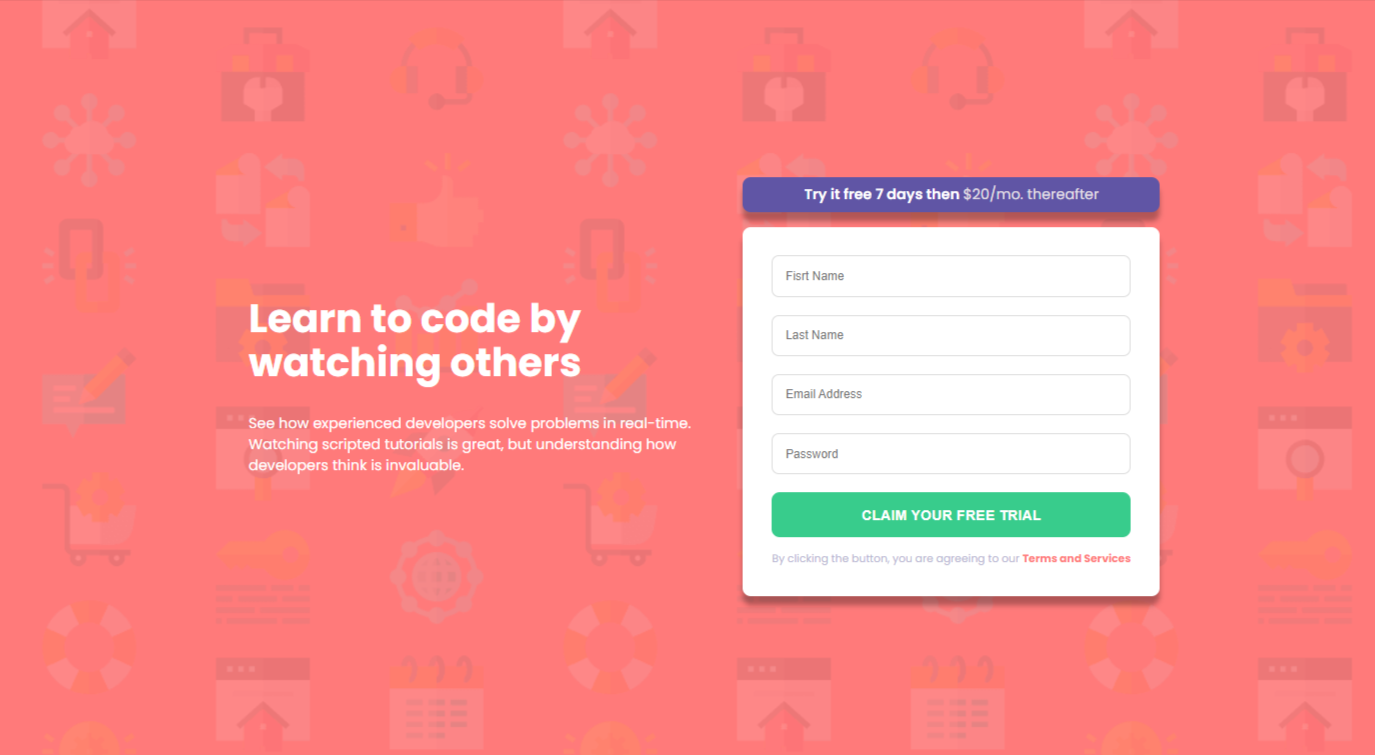 Learn to code by
watching others
See how experienced developers solve problems in real-time.
Watching scripted tutorials is great, but understanding how
developers think is invaluable.
Try it free 7 days then $20/mo. thereafter
Fisrt Name
Last Name
Email Address
Password
CLAIM YOUR FREE TRIAL
By clicking the button, you are agreeing to our Terms and Services